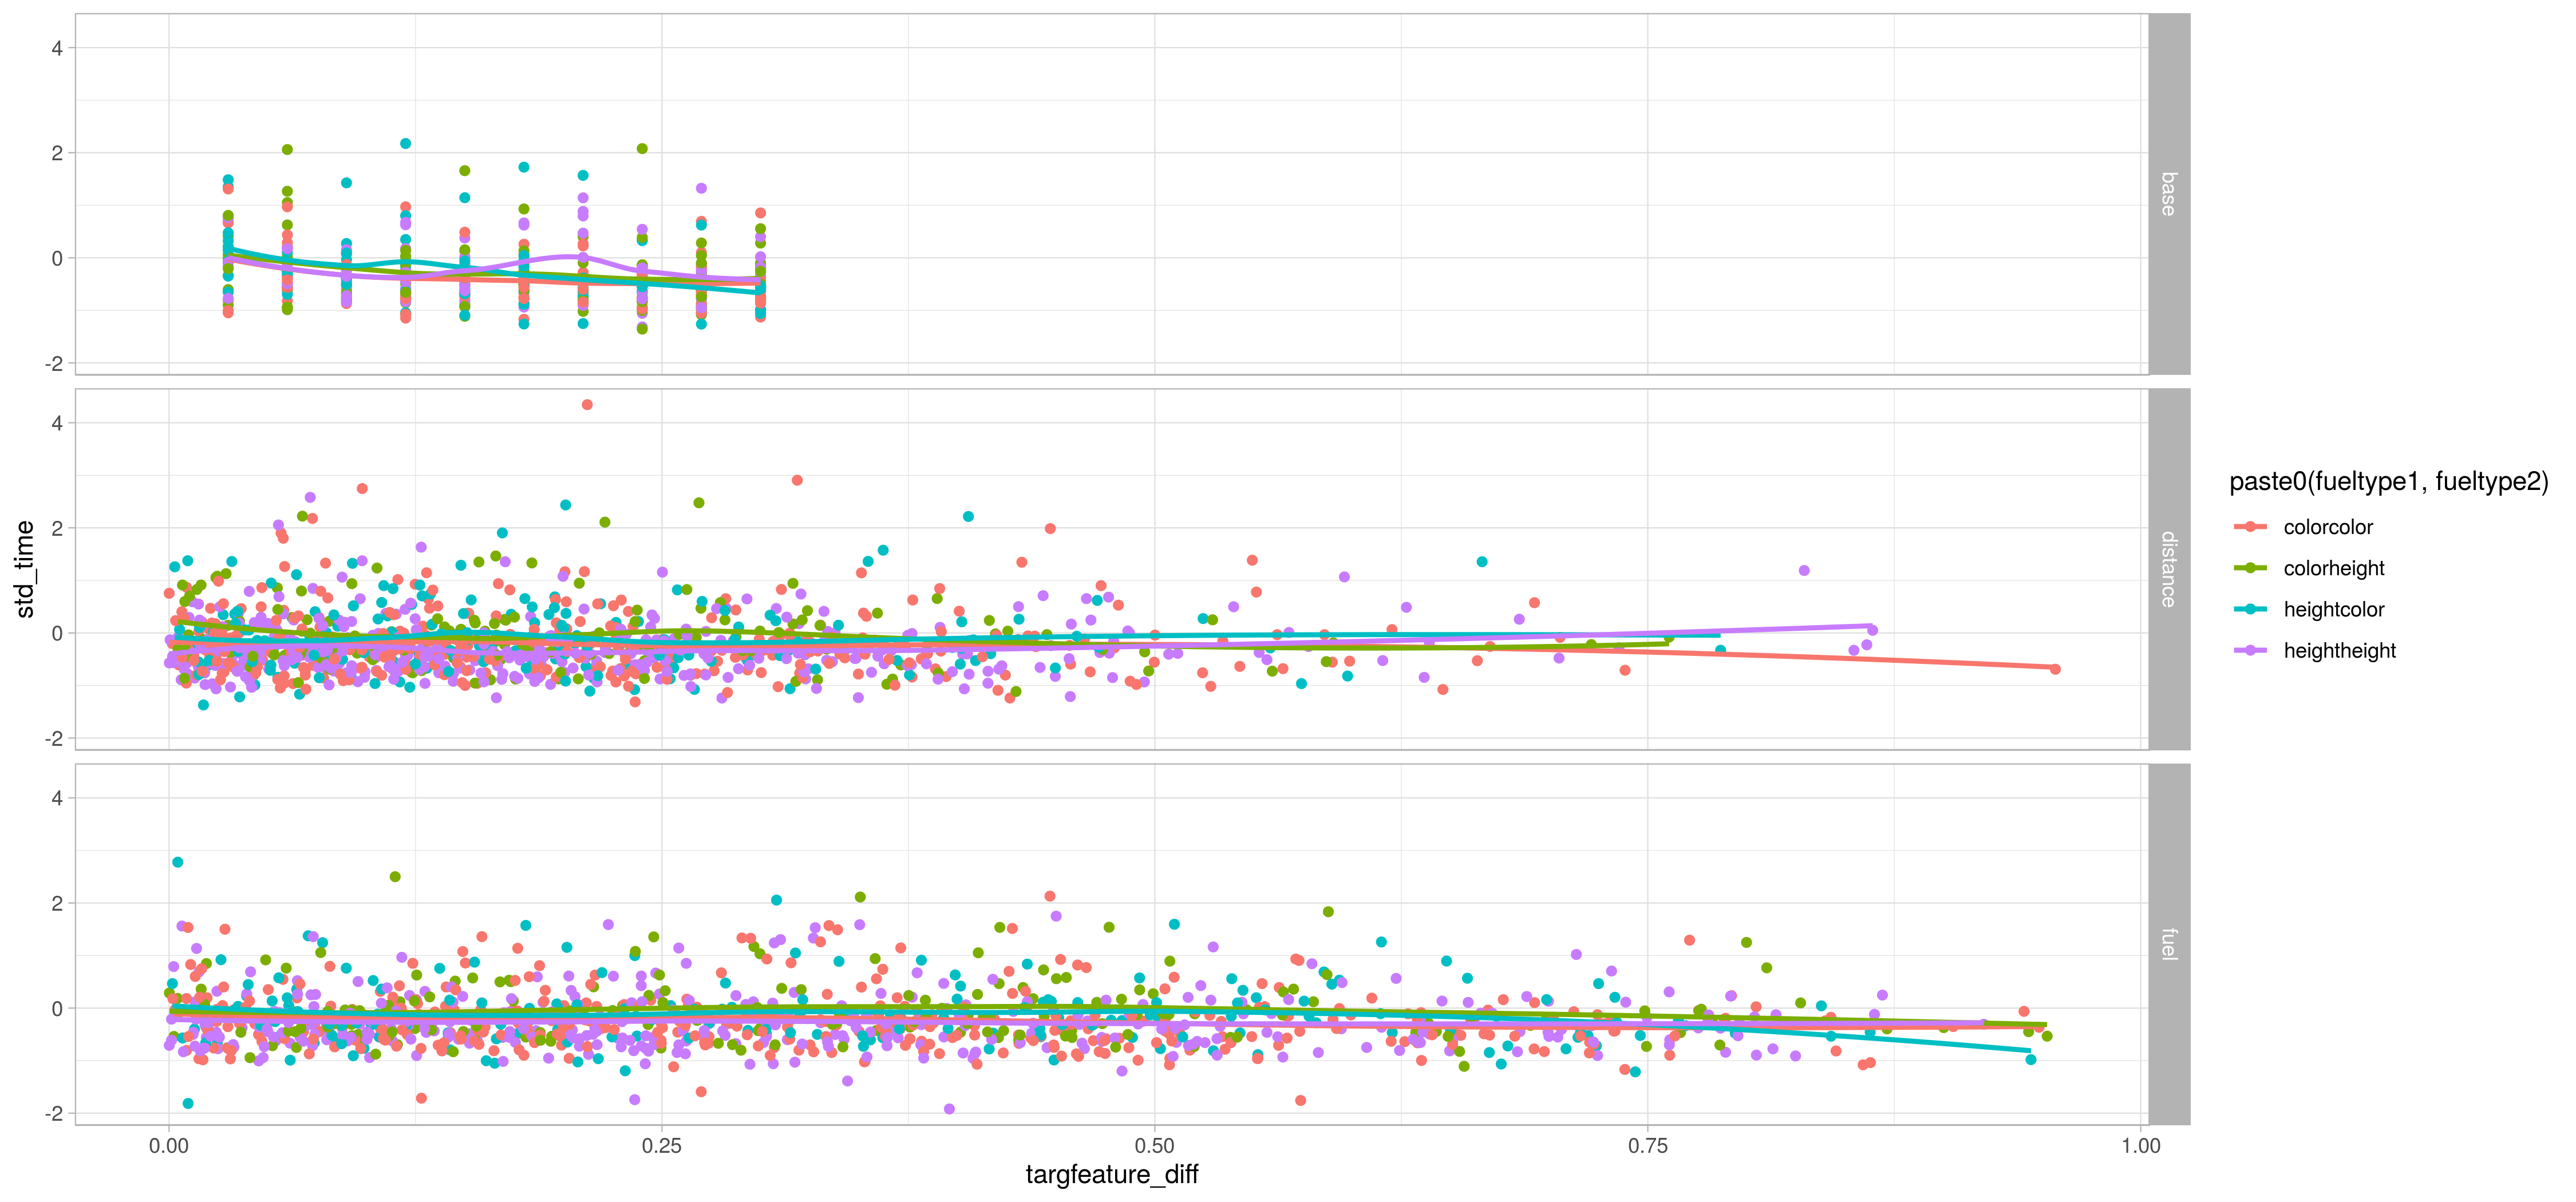 4
2
0
-2
base
4
2
0
-2
distance
4
2
0
-2
fuel
0.00
0.25
0.50
0.75
1.00
targfeature_diff
std_time
paste0(fueltype1, fueltype2)
colorcolor
colorheight
heightcolor
heightheight